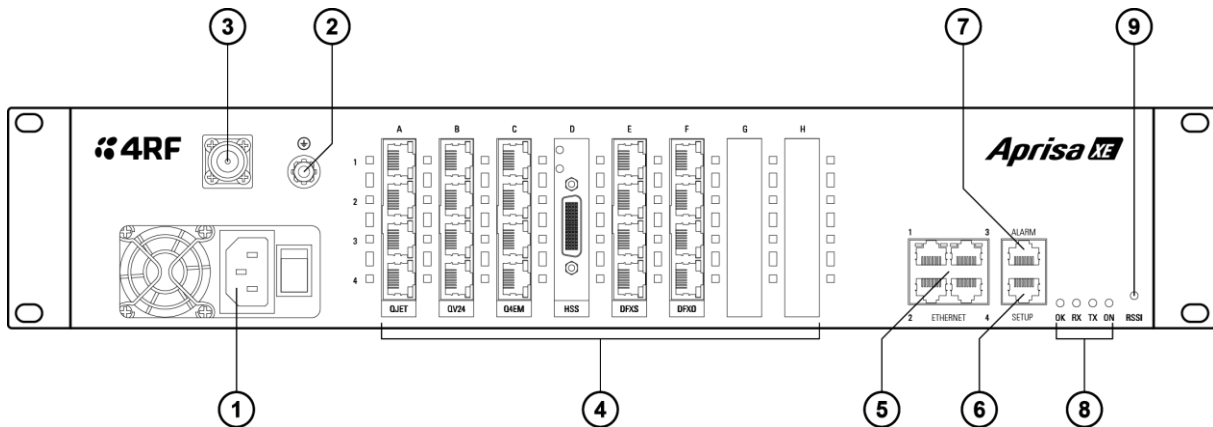 3 2 7 9
A B C D E F G H
4RF
Aprisa XE
1
2
3
4
1 3 ALARM
2 ETHERNET 4 SETUP
OK RX TX ON RSSI
QJET QV24 Q4EM HSS DFXS DFXO
1 4 5 6 8